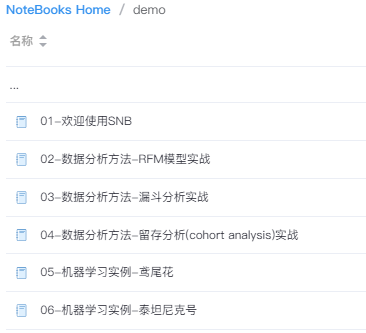 NoteBooks Home / demo
名称
...
01-欢迎使用SNB
02-数据分析方法-RFM模型实战
03-数据分析方法-漏斗分析实战
04-数据分析方法-留存分析(cohort analysis)实战
05-机器学习实例-鸢尾花
06-机器学习实例-泰坦尼克号